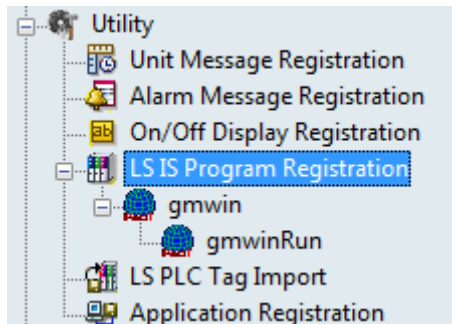 Utility
Unit Message Registration
Alarm Message Registration
ab On/Off Display Registration
LS IS Program Registration
gmwin
gmwinRun
LS PLC Tag Import
Application Registration